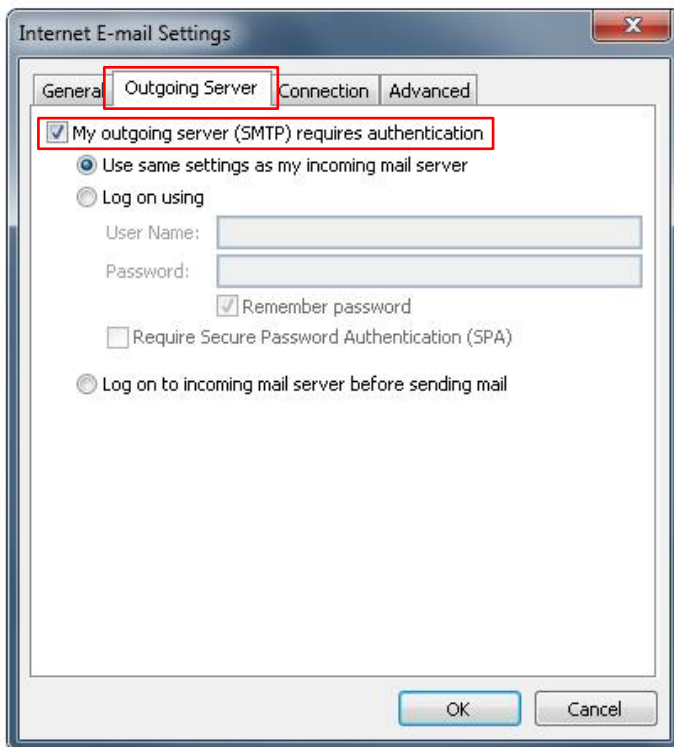 Internet E-mail Settings
General Outgoing Server Connection Advanced
My outgoing server (SMTP) requires authentication
Use same settings as my incoming mail server
Log on using
User Name:
Password:
Remember password
Require Secure Password Authentication (SPA)
Log on to incoming mail server before sending mail
OK Cancel